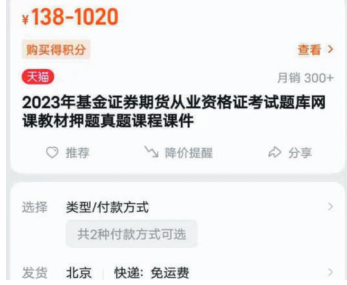 ¥138-1020
购买得积分 查看 >
天猫 月销 300+
2023年基金证券期货从业资格证考试题库网
课教材押题真题课程课件
推荐 降价提醒 分享
选择 类型/付款方式 >
共2种付款方式可选
发货 北京 快递: 免运费 >